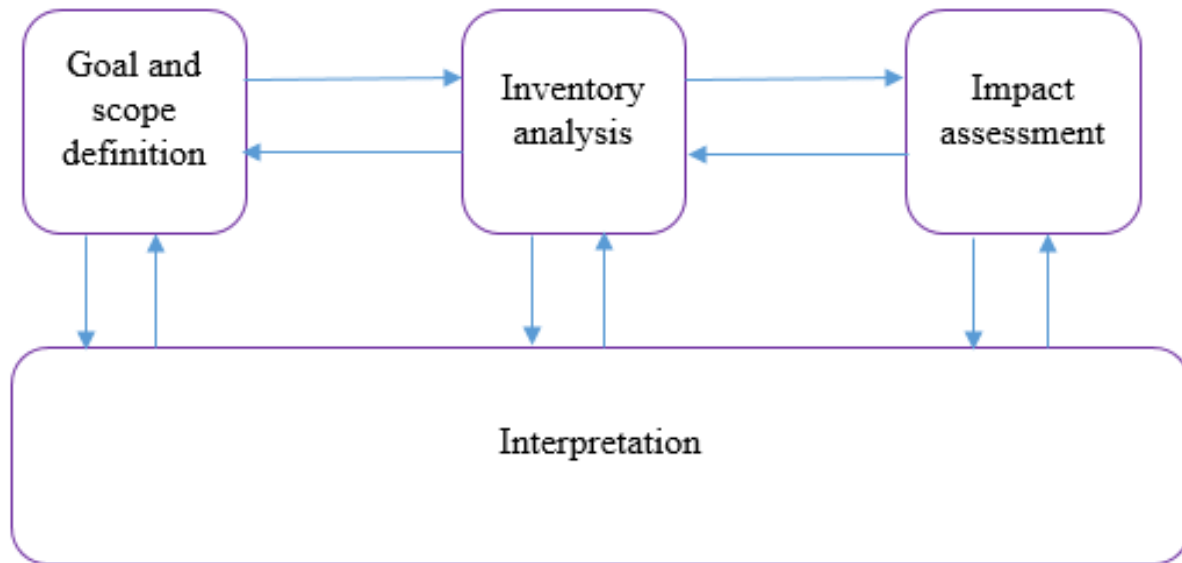 Goal and
scope
definition
Inventory
analysis
Impact
assessment
Interpretation